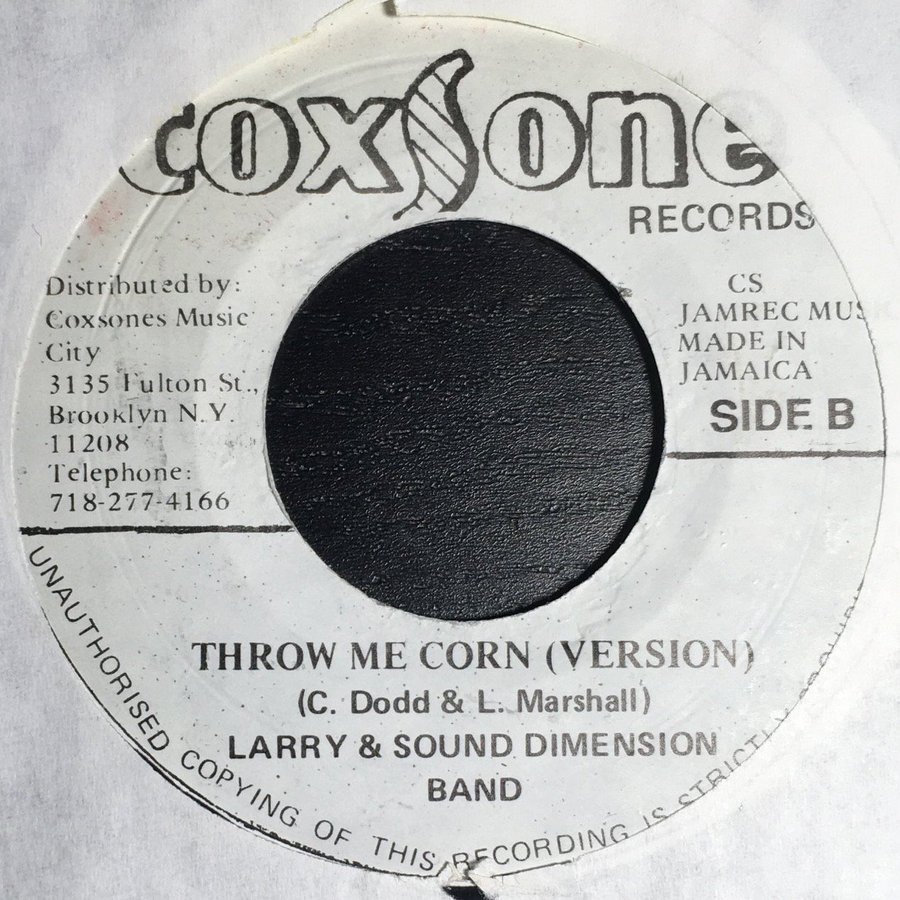 coxsone
RECORDS
Distributed by:
Coxsones Music
City
3135 Fulton St.,
Brooklyn N.Y.
11208
Telephone:
718-277-4166
CS
JAMREC MUSIC
MADE IN
JAMAICA
SIDE B
THROW ME CORN (VERSION)
(C. Dodd & L. Marshall)
LARRY & SOUND DIMENSION
BAND
UNAUTHORISED COPYING OF THIS RECORDING IS STRICTLY